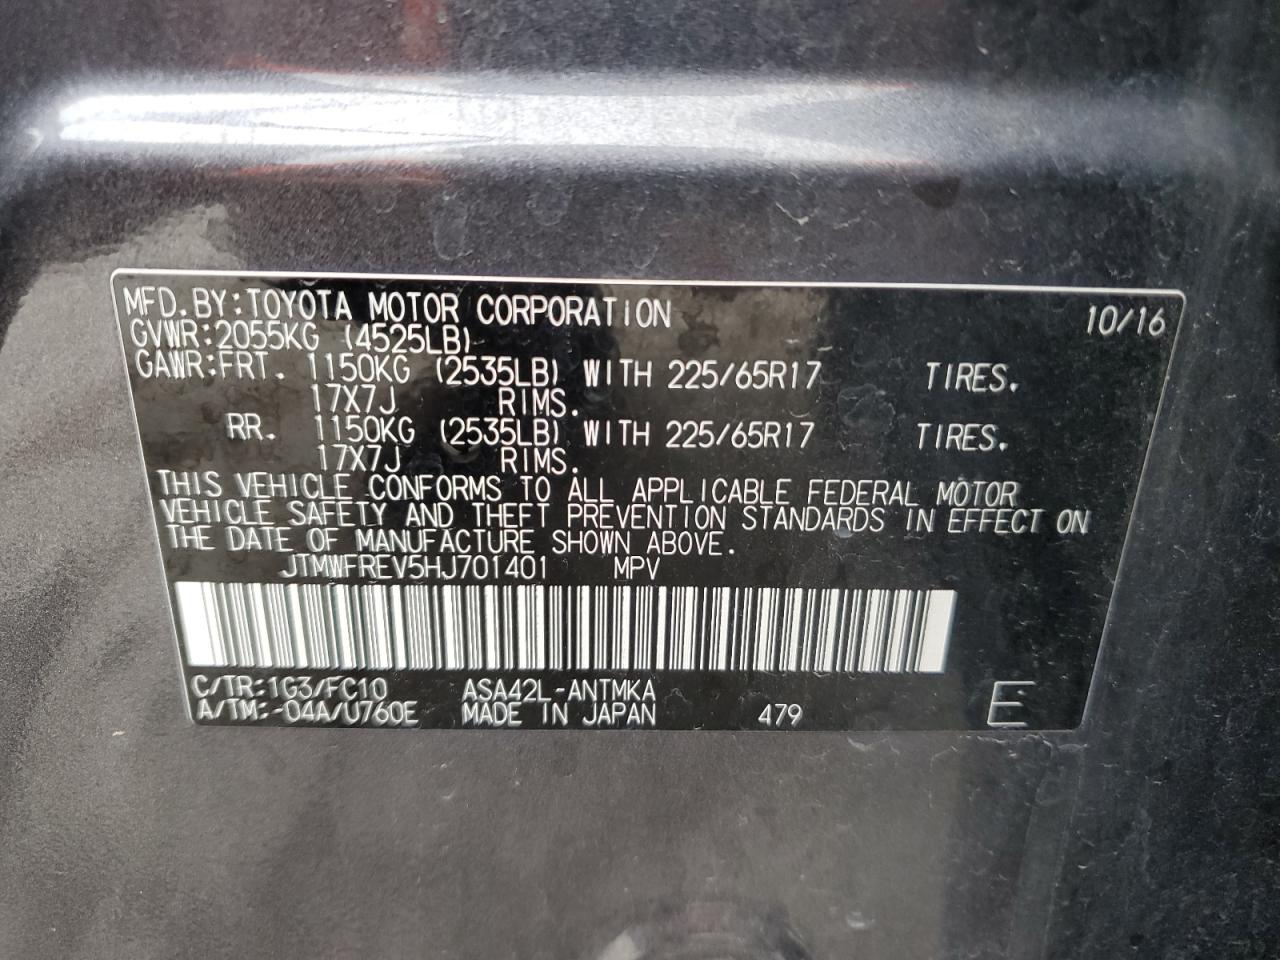 MFD. BY: TOYOTA MOTOR CORPORATION 10/16
GVWR: 2055KG (4525LB)
GAWR: FRT. 1150KG (2535LB) WITH 225/65R17 TIRES.
17X7J RIMS.
RR. 1150KG (2535LB) WITH 225/65R17 TIRES.
17X7J RIMS.
THIS VEHICLE CONFORMS TO ALL APPLICABLE FEDERAL MOTOR
VEHICLE SAFETY AND THEFT PREVENTION STANDARDS IN EFFECT ON
THE DATE OF MANUFACTURE SHOWN ABOVE.
JTMWFREV5HJ701401 MPV
C/TR: 1G3/FC10 ASA42L-ANTMKA
A/TM: -04A/U760E MADE IN JAPAN 479 E